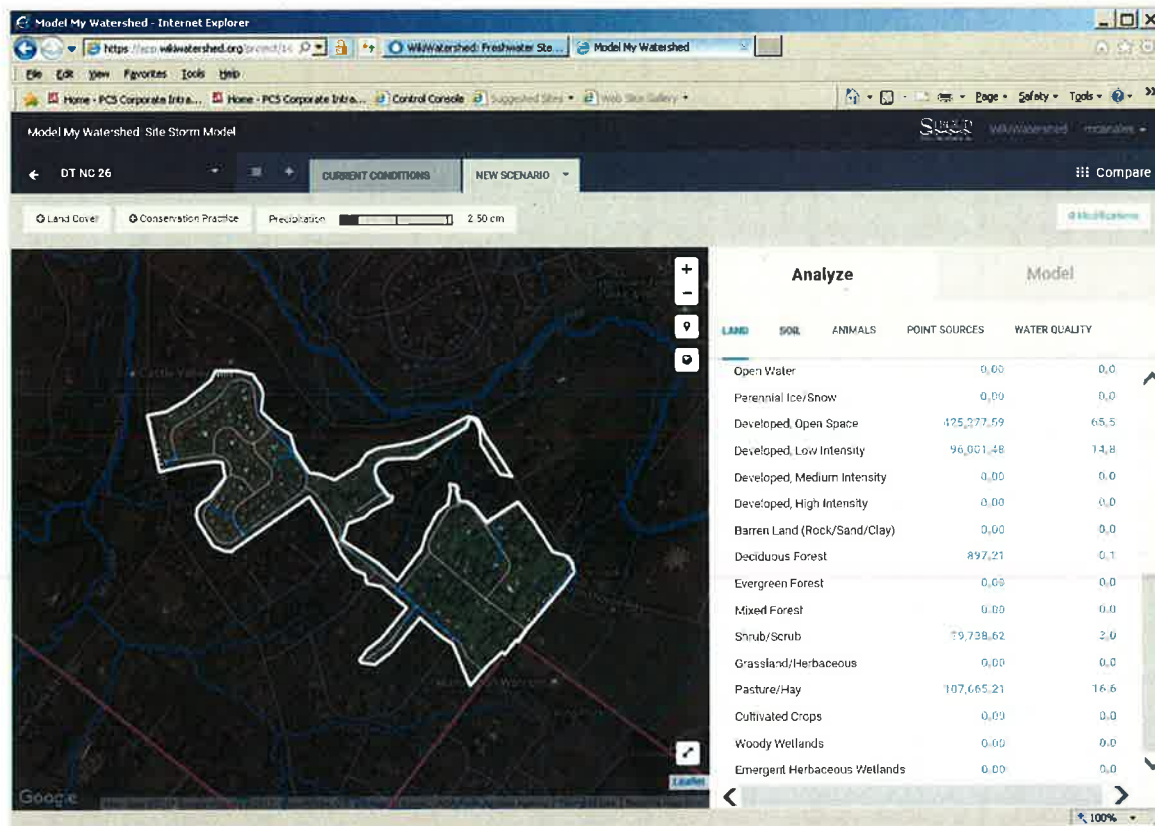 Model My Watershed - Internet Explorer
WikiWatershed: Freshwater Sto...
Model My Watershed
File Edit View Favorites Tools Help
Home - PCS Corporate Intra... Home - PCS Corporate Intra... Control Console Suggested Sites Web Slice Gallery
Page Safety Tools
Model My Watershed: Site Storm Model
WikiWatershed
DT NC 26
CURRENT CONDITIONS
NEW SCENARIO
Compare
Land Cover
Conservation Practice
Precipitation
2.50 cm
Modifications
Analyze
Model
LAND SOIL ANIMALS POINT SOURCES WATER QUALITY
Open Water 0.00 0.0
Perennial Ice/Snow 0.00 0.0
Developed, Open Space 425,277.59 65.5
Developed, Low Intensity 96,001.48 14.8
Developed, Medium Intensity 0.00 0.0
Developed, High Intensity 0.00 0.0
Barren Land (Rock/Sand/Clay) 0.00 0.0
Deciduous Forest 897.21 0.1
Evergreen Forest 0.00 0.0
Mixed Forest 0.00 0.0
Shrub/Scrub 19,738.62 3.0
Grassland/Herbaceous 0.00 0.0
Pasture/Hay 107,665.21 16.6
Cultivated Crops 0.00 0.0
Woody Wetlands 0.00 0.0
Emergent Herbaceous Wetlands 0.00 0.0
Leaflet
Google
100%